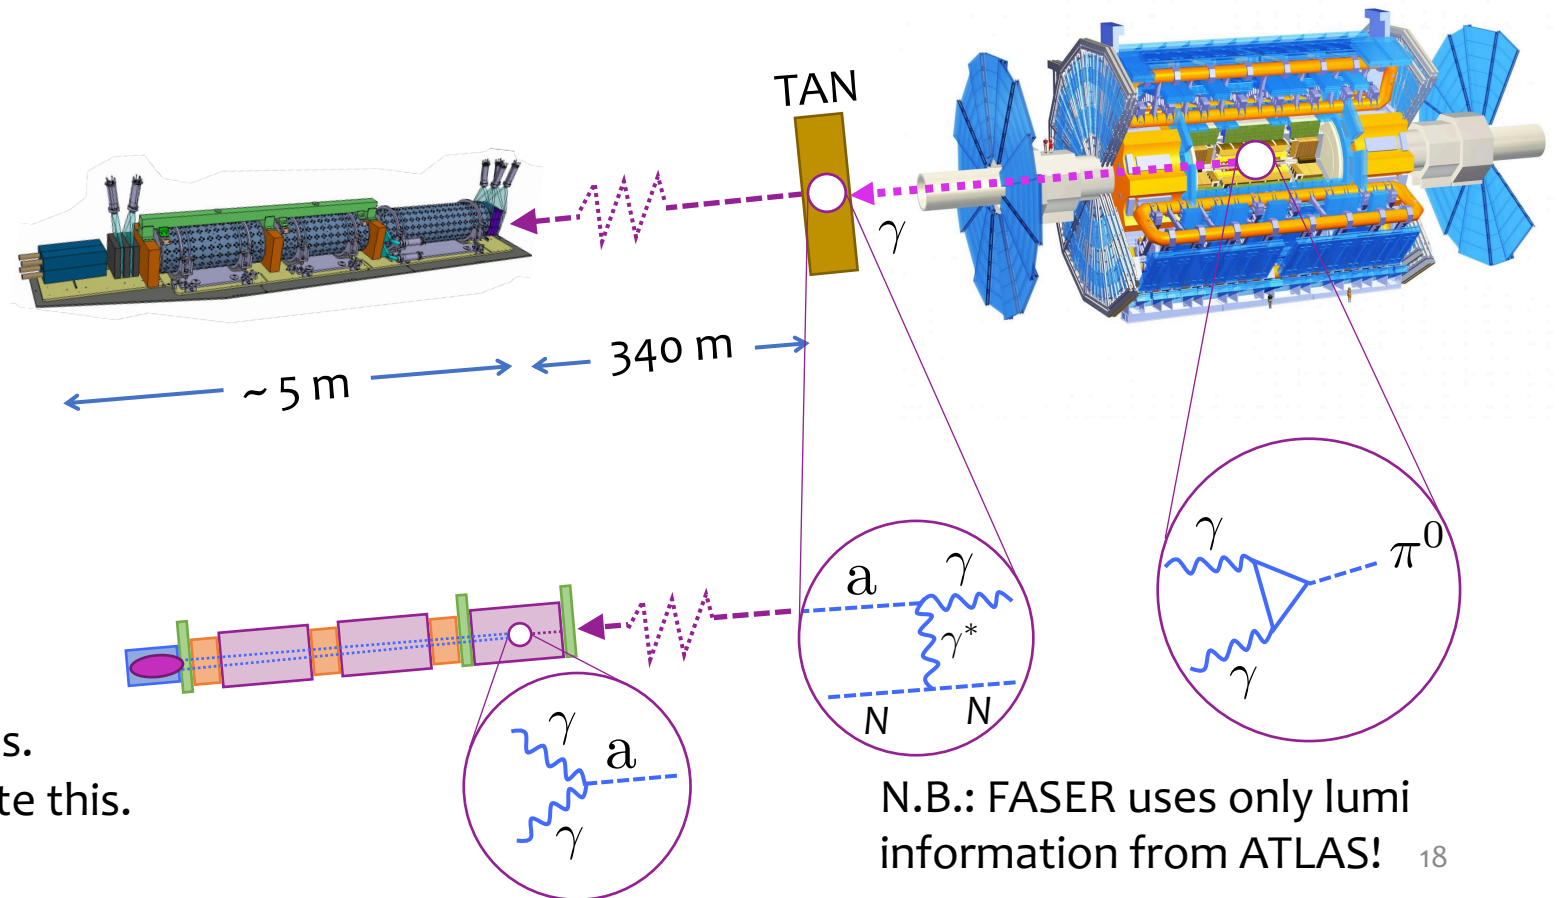 TAN
γ
340 m
~ 5 m
γ
π⁰
γ
a
γ
γ*
N
N
γ
a
γ
s.
te this.
N.B.: FASER uses only lumi
information from ATLAS!
18